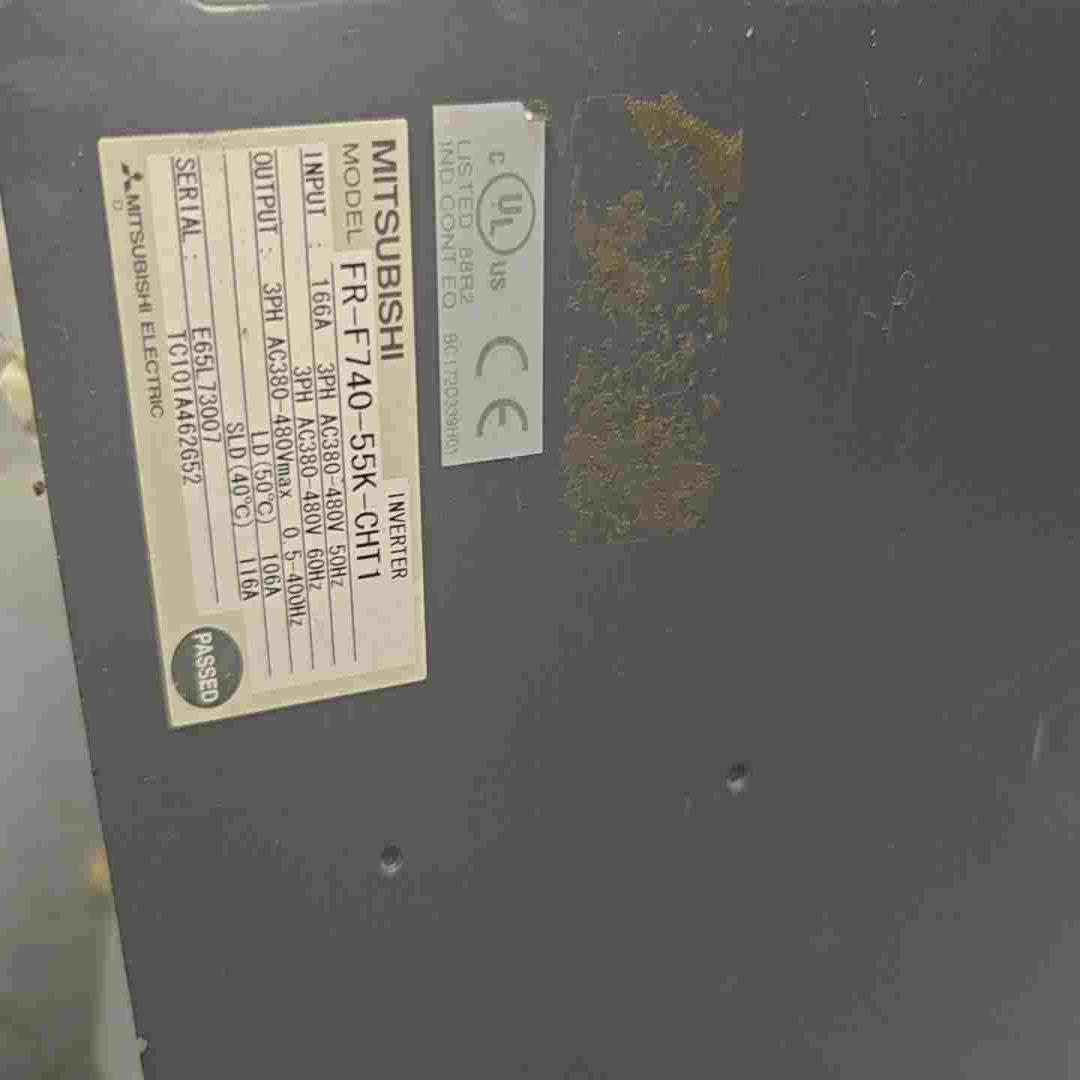 MITSUBISHI
INVERTER
MODEL FR-F740-55K-CHT1
INPUT : 166A 3PH AC380-480V 50Hz
3PH AC380-480V 60Hz
OUTPUT : 3PH AC380-480Vmax 0.5-400Hz
LD(50°C) 106A
SLD(40°C) 116A
SERIAL : E65L73007
TC101A462G52
PASSED
MITSUBISHI ELECTRIC
D
C UL US CE
LISTED 88R2
IND.CONT.EQ. BC172D339H01